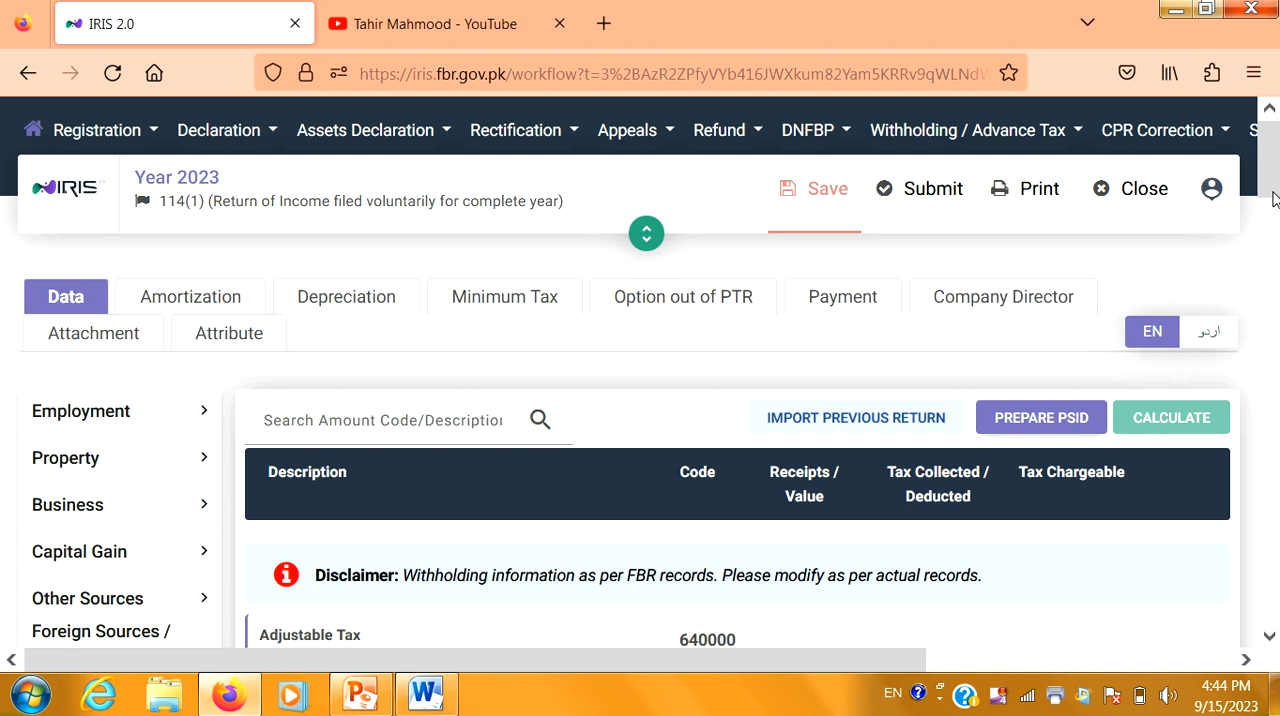 IRIS 2.0
Tahir Mahmood - YouTube
https://iris.fbr.gov.pk/workflow?t=3%2BAzR2ZPfyVYb416JWXkum82Yam5KRRv9qWLNdW
Registration Declaration Assets Declaration Rectification Appeals Refund DNFBP Withholding / Advance Tax CPR Correction S
IRIS
Year 2023
114(1) (Return of Income filed voluntarily for complete year)
Save Submit Print Close
Data Amortization Depreciation Minimum Tax Option out of PTR Payment Company Director
Attachment Attribute
EN اردو
Employment
Property
Business
Capital Gain
Other Sources
Foreign Sources /
Search Amount Code/Description
IMPORT PREVIOUS RETURN PREPARE PSID CALCULATE
Description Code Receipts / Value Tax Collected / Deducted Tax Chargeable
Disclaimer: Withholding information as per FBR records. Please modify as per actual records.
Adjustable Tax 640000
EN
4:44 PM
9/15/2023